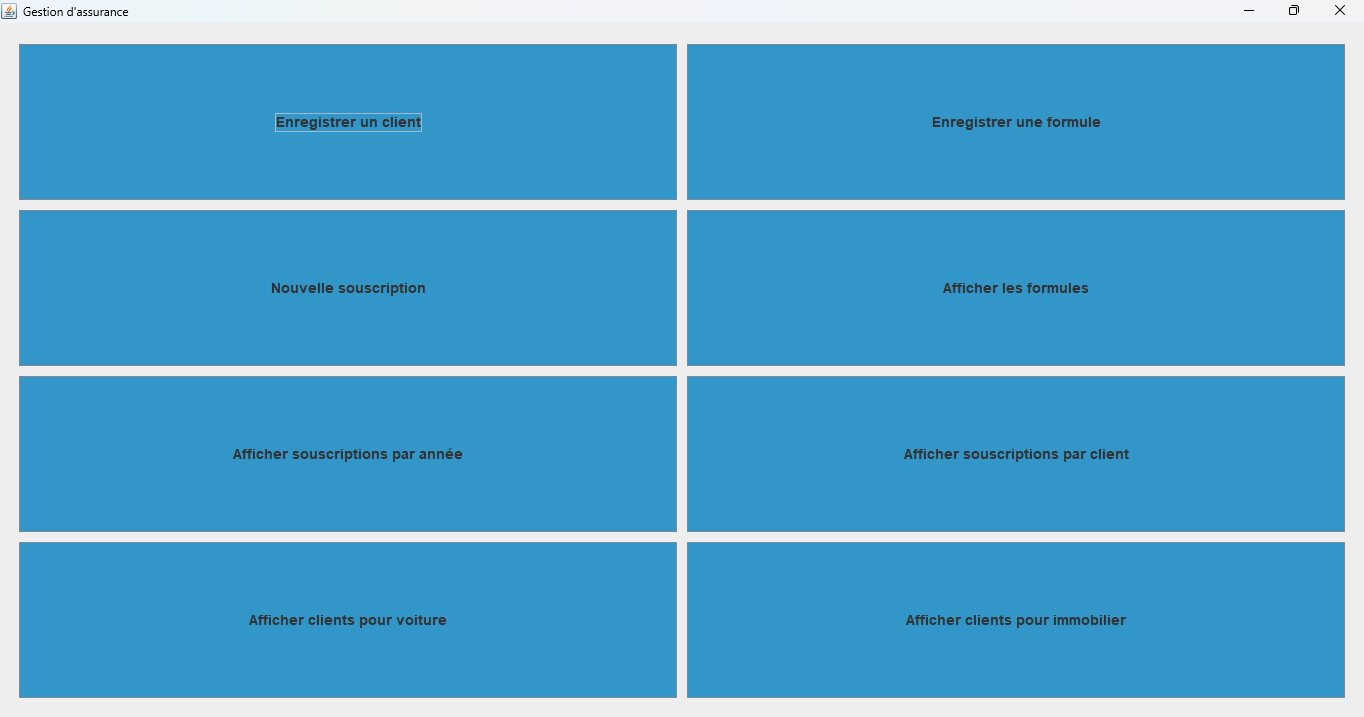 Gestion d'assurance
Enregistrer un client
Enregistrer une formule
Nouvelle souscription
Afficher les formules
Afficher souscriptions par année
Afficher souscriptions par client
Afficher clients pour voiture
Afficher clients pour immobilier